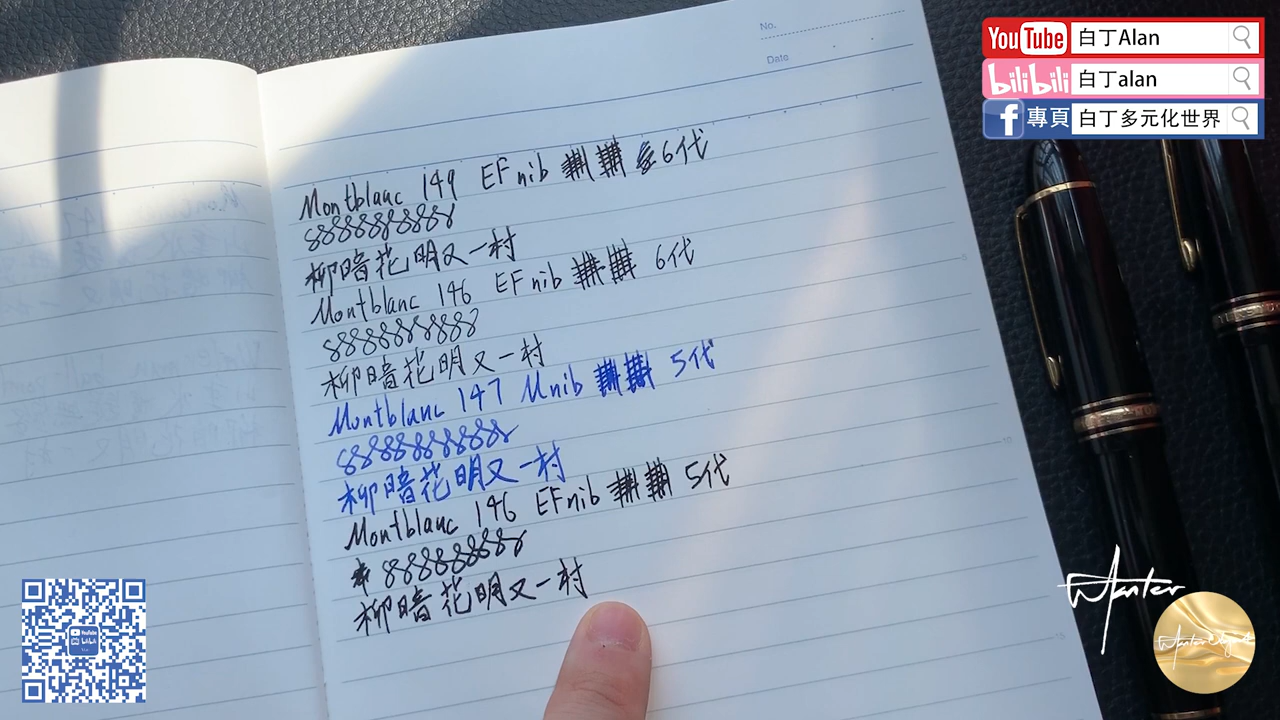 No.
Date
Montblanc 149 EF nib 6代
8888888888
柳暗花明又一村
Montblanc 146 EF nib 6代
8888888888
柳暗花明又一村
Montblanc 147 M nib 5代
88888888888
柳暗花明又一村
Montblanc 146 EF nib 5代
888888888
柳暗花明又一村
YouTube 白丁Alan
bilibili 白丁alan
f 專頁 白丁多元化世界